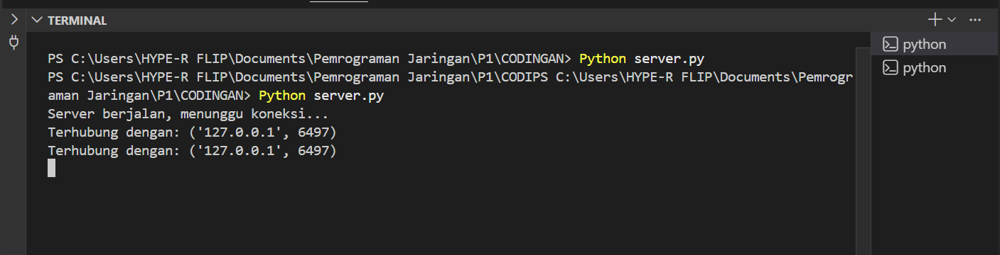 TERMINAL
PS C:\Users\HYPE-R FLIP\Documents\Pemrograman Jaringan\P1\CODINGAN> Python server.py
PS C:\Users\HYPE-R FLIP\Documents\Pemrograman Jaringan\P1\CODIPS C:\Users\HYPE-R FLIP\Documents\Pemrogr
aman Jaringan\P1\CODINGAN> Python server.py
Server berjalan, menunggu koneksi...
Terhubung dengan: ('127.0.0.1', 6497)
Terhubung dengan: ('127.0.0.1', 6497)
python
python